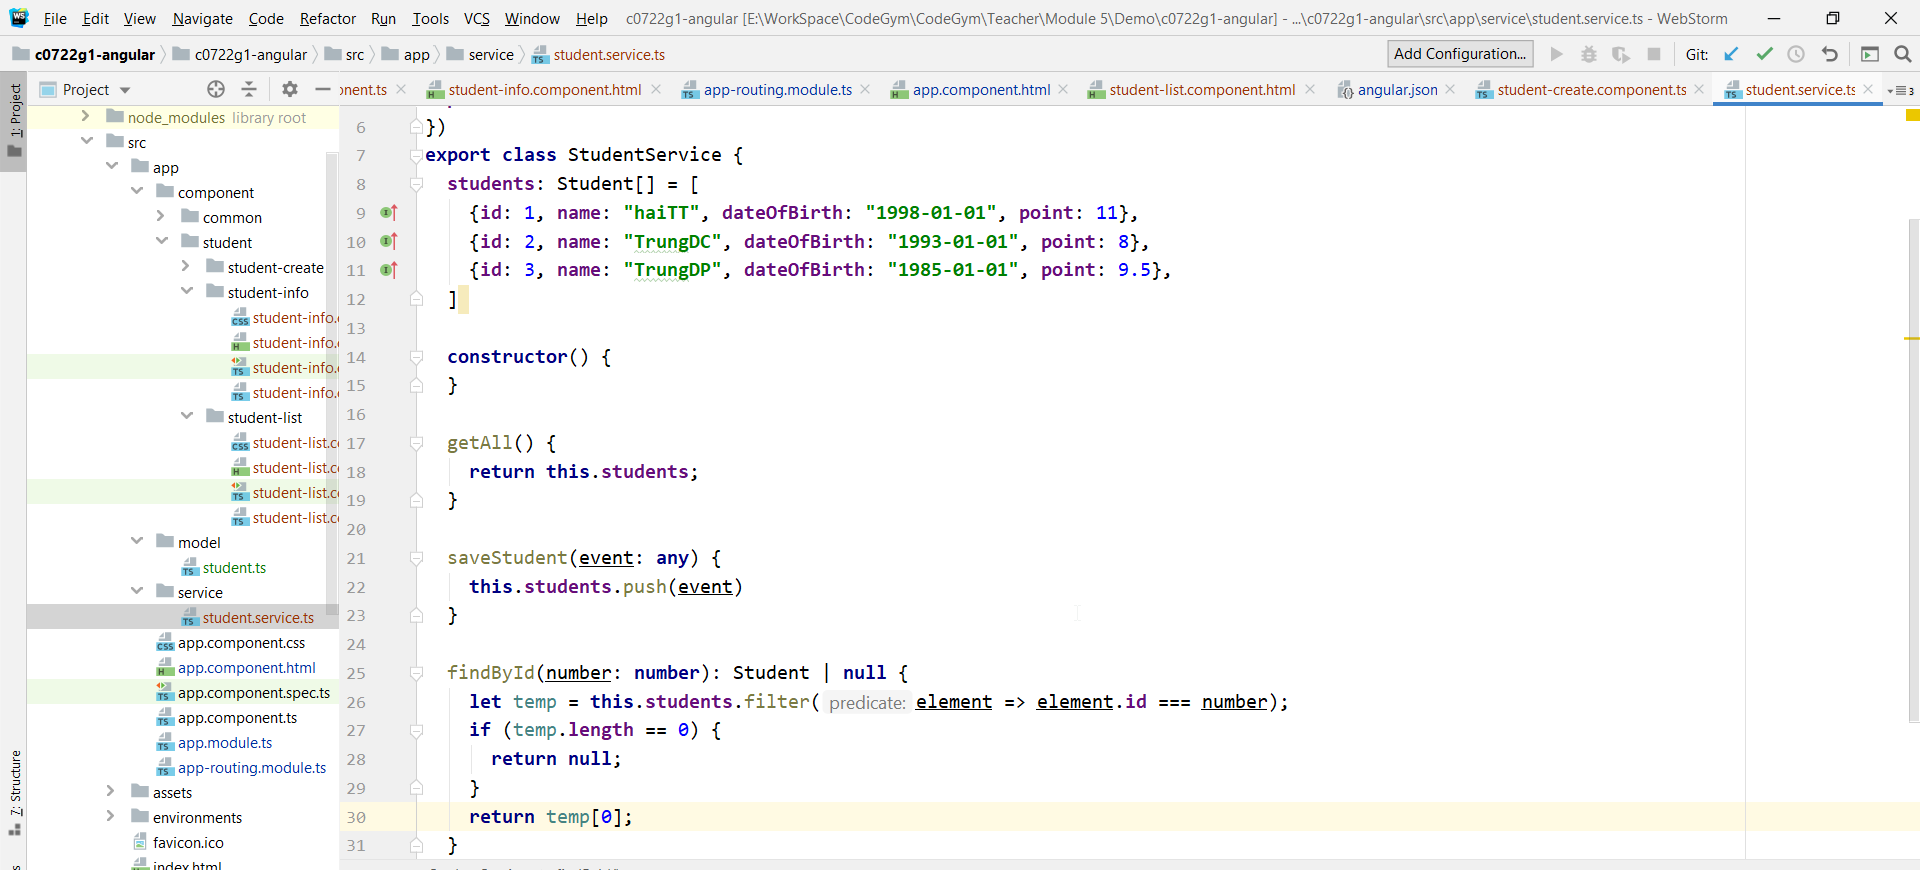 File Edit View Navigate Code Refactor Run Tools VCS Window Help c0722g1-angular [E:\WorkSpace\CodeGym\CodeGym\Teacher\Module 5\Demo\c0722g1-angular] - ...\c0722g1-angular\src\app\service\student.service.ts - WebStorm
c0722g1-angular c0722g1-angular src app service student.service.ts Add Configuration... Git:
Project onent.ts student-info.component.html app-routing.module.ts app.component.html student-list.component.html angular.json student-create.component.ts student.service.ts 3
1: Project
7: Structure
node_modules library root
src
app
component
common
student
student-create
student-info
student-info.
student-info.
student-info.
student-info.
student-list
student-list.c
student-list.c
student-list.c
student-list.c
model
student.ts
service
student.service.ts
app.component.css
app.component.html
app.component.spec.ts
app.component.ts
app.module.ts
app-routing.module.ts
assets
environments
favicon.ico
index.html
6 })
7 export class StudentService {
8 students: Student[] = [
9 {id: 1, name: "haiTT", dateOfBirth: "1998-01-01", point: 11},
10 {id: 2, name: "TrungDC", dateOfBirth: "1993-01-01", point: 8},
11 {id: 3, name: "TrungDP", dateOfBirth: "1985-01-01", point: 9.5},
12 ]
13
14 constructor() {
15 }
16
17 getAll() {
18 return this.students;
19 }
20
21 saveStudent(event: any) {
22 this.students.push(event)
23 }
24
25 findById(number: number): Student | null {
26 let temp = this.students.filter( predicate: element => element.id === number);
27 if (temp.length == 0) {
28 return null;
29 }
30 return temp[0];
31 }